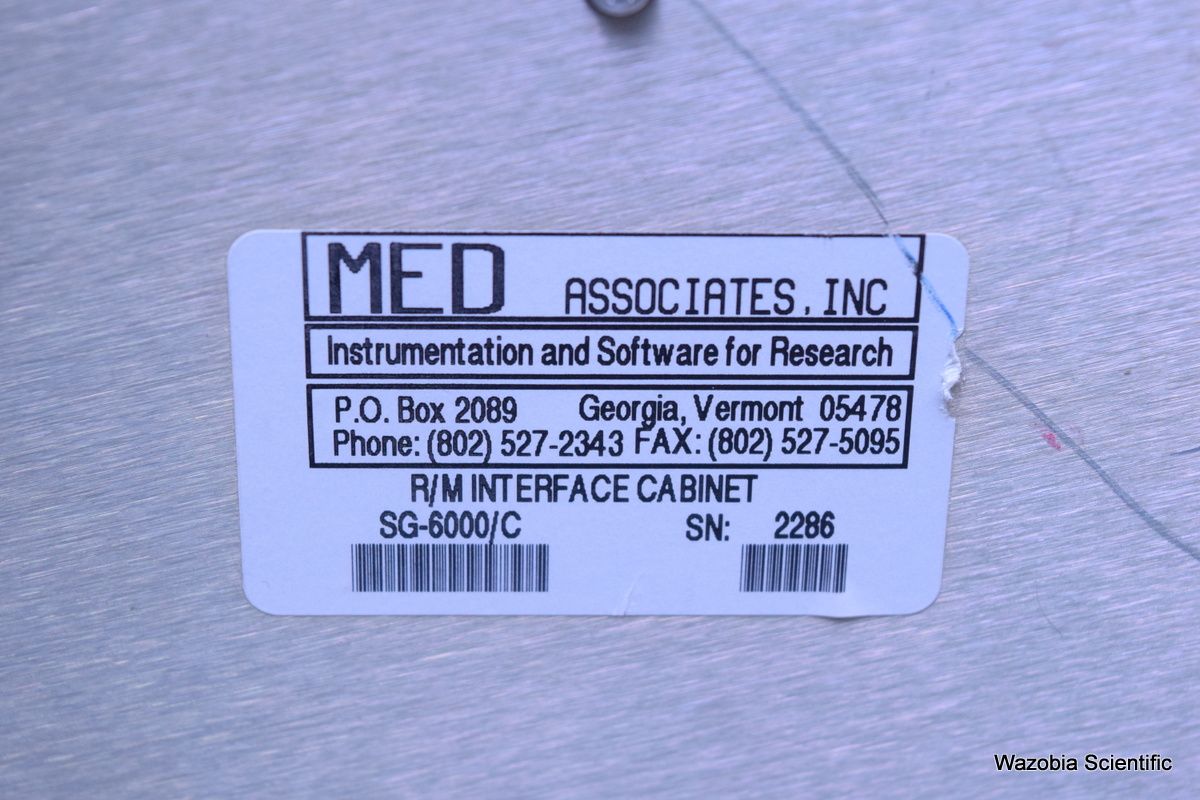 MED ASSOCIATES, INC
Instrumentation and Software for Research
P.O. Box 2089 Georgia, Vermont 05478
Phone: (802) 527-2343 FAX: (802) 527-5095
R/M INTERFACE CABINET
SG-6000/C SN: 2286
Wazobia Scientific